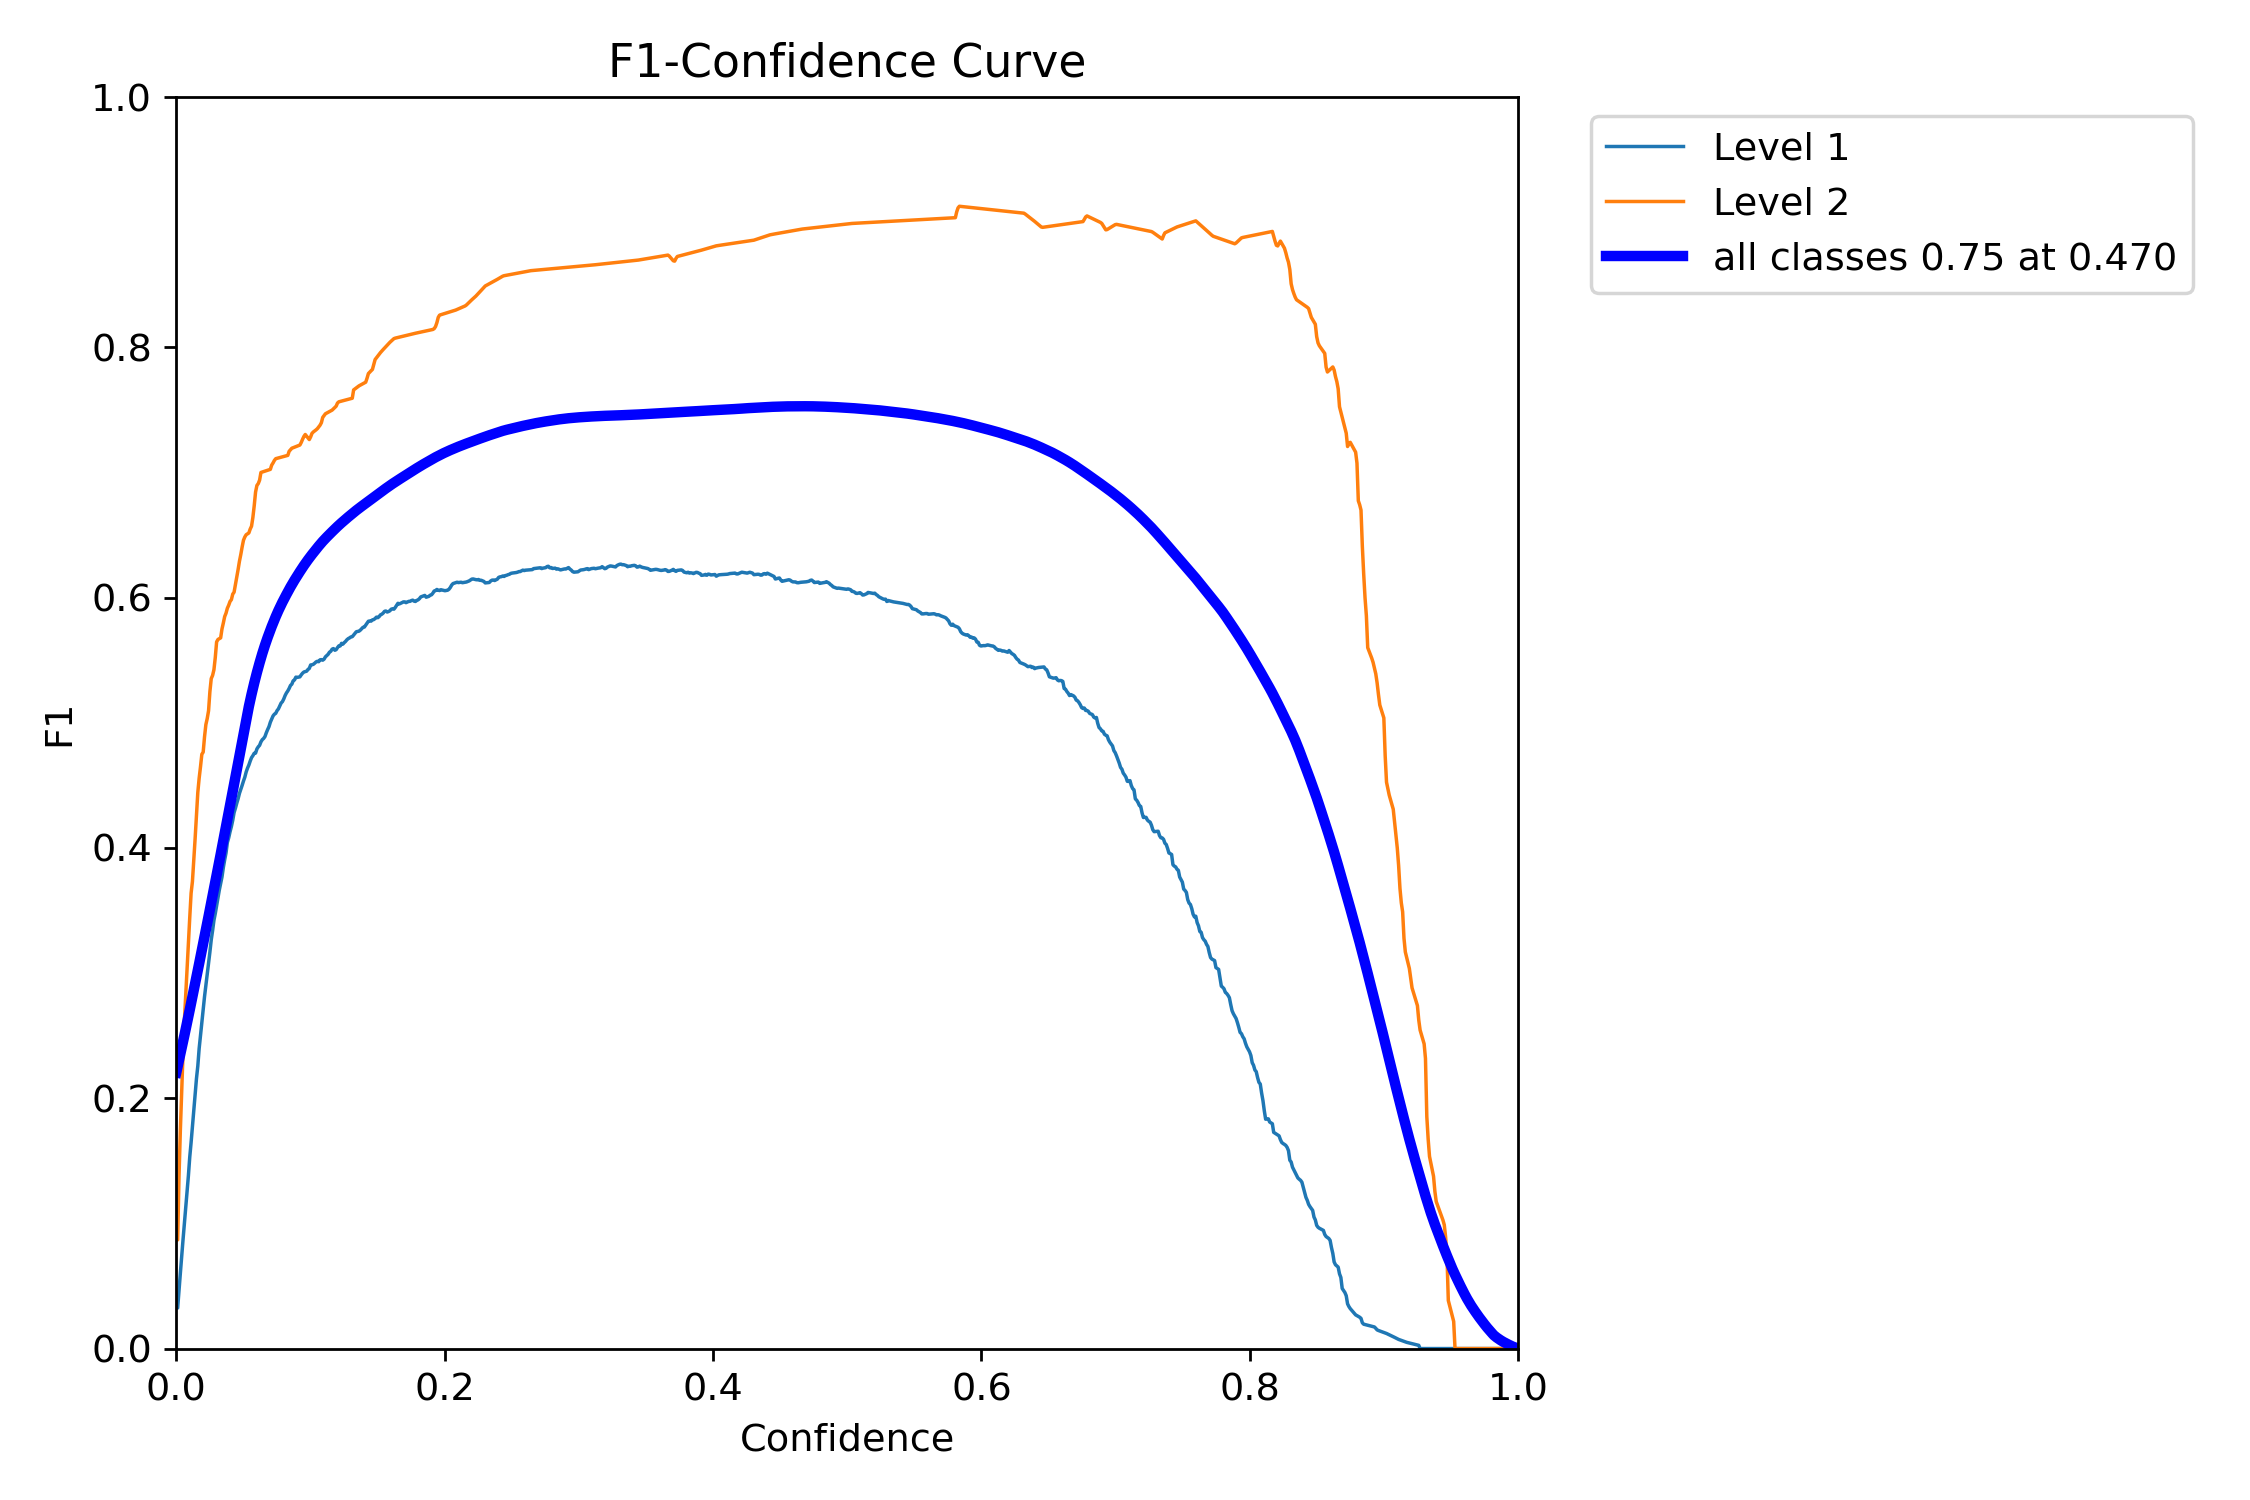 F1-Confidence Curve
1.0
0.8
0.6
0.4
0.2
0.0
F1
0.0 0.2 0.4 0.6 0.8 1.0
Confidence
Level 1
Level 2
all classes 0.75 at 0.470